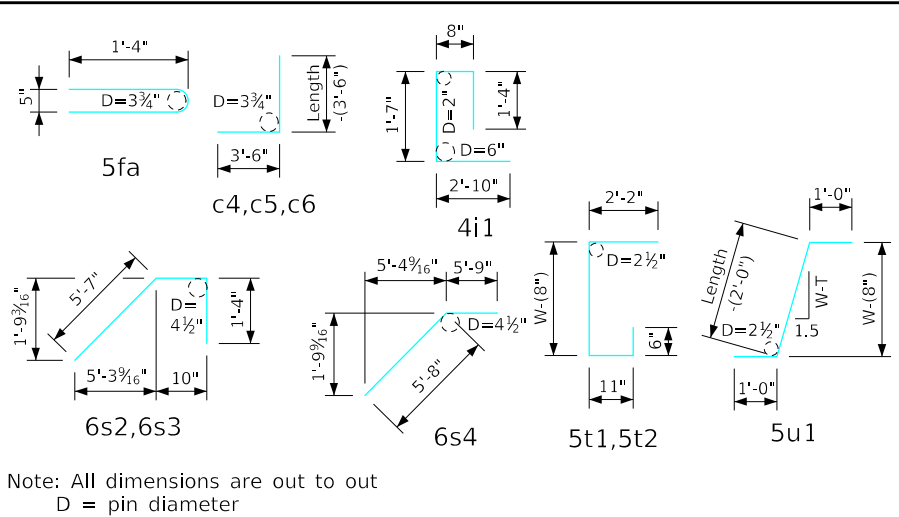 1'-4"
5"
D=3¾"
5fa
D=3¾"
Length
-(3'-6")
3'-6"
c4,c5,c6
8"
1'-7"
D=2"
1'-4"
D=6"
2'-10"
4i1
1'-9³⁄₁₆"
5'-7"
D=
4½"
1'-4"
5'-3⁹⁄₁₆"
10"
6s2,6s3
5'-4⁹⁄₁₆"
5'-9"
1'-9⁹⁄₁₆"
D=4½"
5'-8"
6s4
2'-2"
W-(8")
D=2½"
6"
11"
5t1,5t2
1'-0"
Length
-(2'-0")
W-T
1.5
W-(8")
D=2½"
1'-0"
5u1
Note: All dimensions are out to out
D = pin diameter